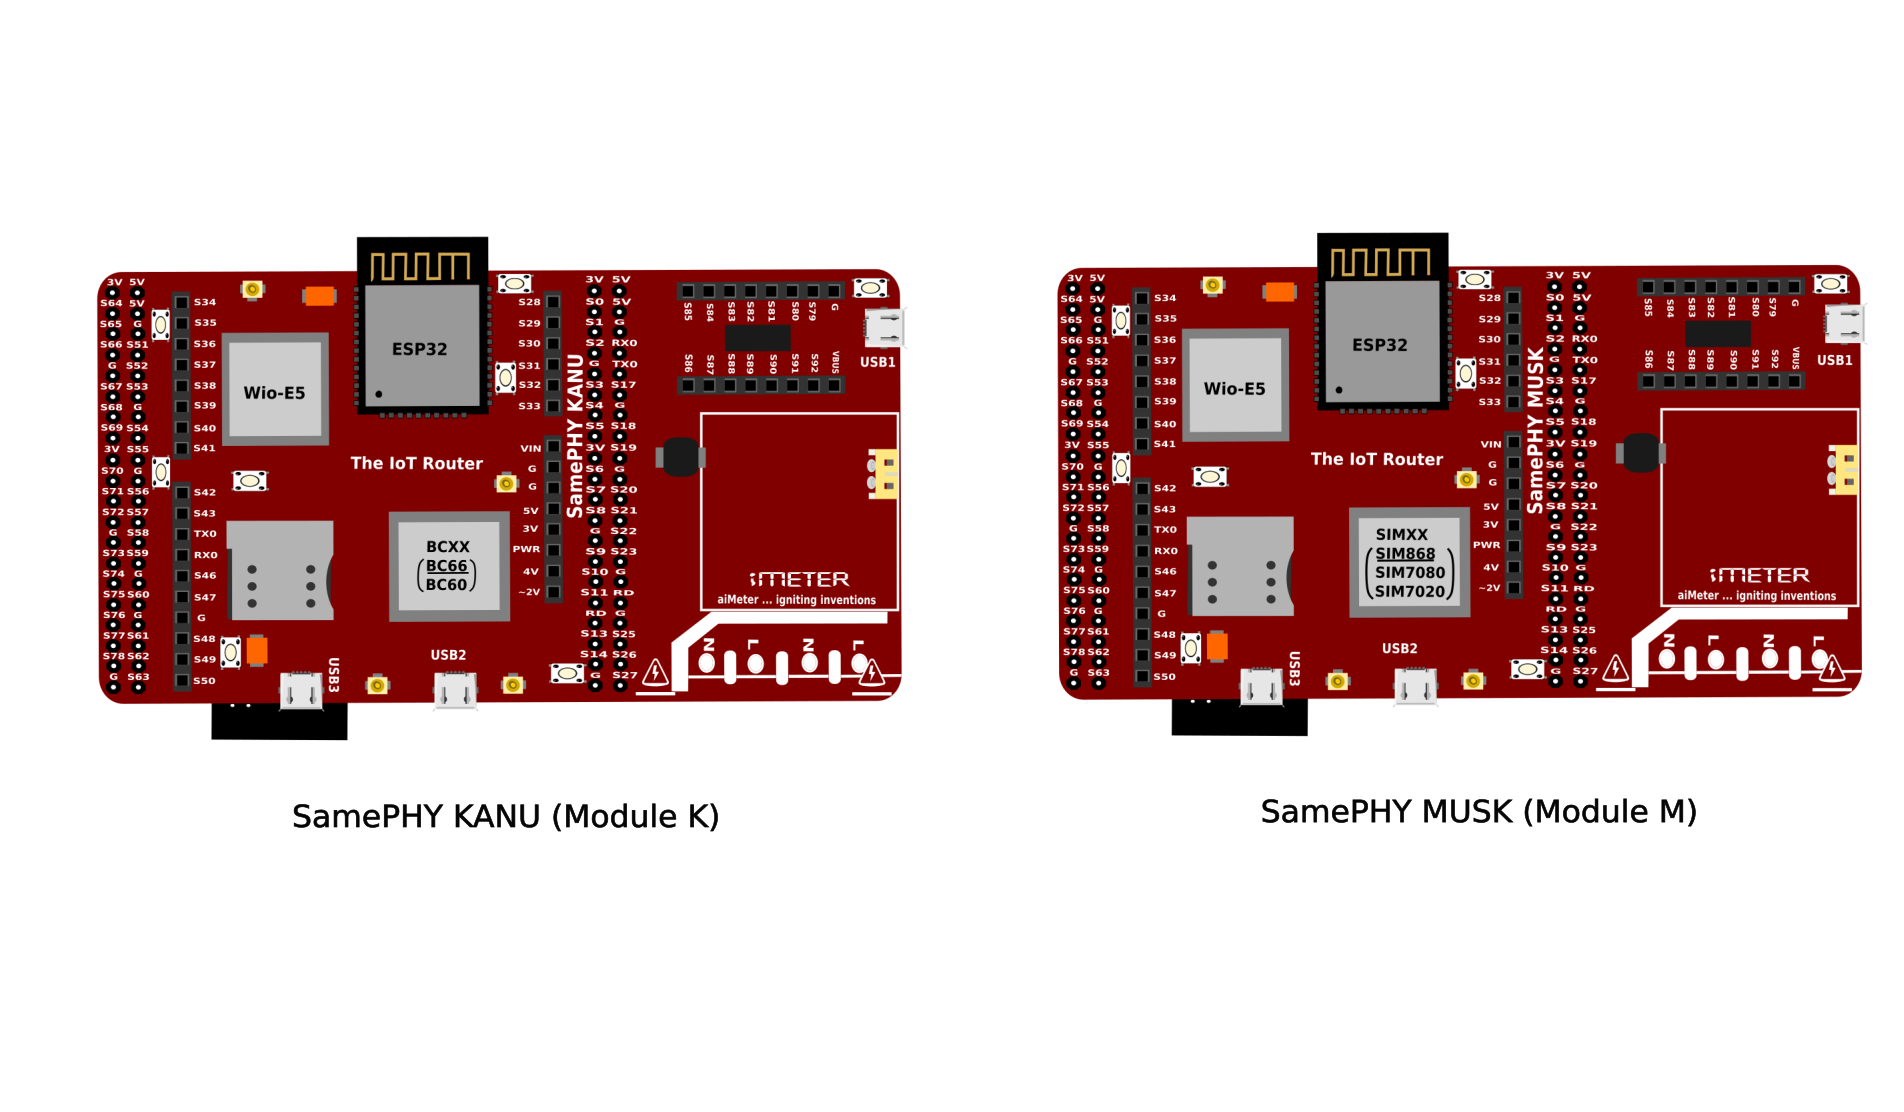 3V 5V
S64 5V
S65 G
S66 S51
G S52
S67 S53
S68 G
S69 S54
3V S55
S70 G
S71 S56
S72 S57
G S58
S73 S59
S74 G
S75 S60
S76 G
S77 S61
S78 S62
G S63
S34
S35
S36
S37
S38
S39
S40
S41
S42
S43
TX0
RX0
S46
S47
G
S48
S49
S50
Wio-E5
ESP32
The IoT Router
BCXX
BC66
BC60
USB3
USB2
S28
S29
S30
S31
S32
S33
VIN
G
G
5V
3V
PWR
4V
~2V
SamePHY KANU
3V 5V
S0 5V
S1 G
S2 RX0
G TX0
S3 S17
S4 G
S5 S18
3V S19
S6 G
S7 S20
S8 S21
G S22
S9 S23
S10 G
S11 RD
RD G
S13 S25
S14 S26
G S27
S85 S84 S83 S82 S81 S80 S79 G
S86 S87 S88 S89 S90 S91 S92 VBUS
USB1
iMETER
aiMeter ... igniting inventions
N L N L
SamePHY KANU (Module K)
3V 5V
S64 5V
S65 G
S66 S51
G S52
S67 S53
S68 G
S69 S54
3V S55
S70 G
S71 S56
S72 S57
G S58
S73 S59
S74 G
S75 S60
S76 G
S77 S61
S78 S62
G S63
S34
S35
S36
S37
S38
S39
S40
S41
S42
S43
TX0
RX0
S46
S47
G
S48
S49
S50
Wio-E5
ESP32
The IoT Router
SIMXX
SIM868
SIM7080
SIM7020
USB3
USB2
S28
S29
S30
S31
S32
S33
VIN
G
G
5V
3V
PWR
4V
~2V
SamePHY MUSK
3V 5V
S0 5V
S1 G
S2 RX0
G TX0
S3 S17
S4 G
S5 S18
3V S19
S6 G
S7 S20
S8 S21
G S22
S9 S23
S10 G
S11 RD
RD G
S13 S25
S14 S26
G S27
S85 S84 S83 S82 S81 S80 S79 G
S86 S87 S88 S89 S90 S91 S92 VBUS
USB1
iMETER
aiMeter ... igniting inventions
N L N L
SamePHY MUSK (Module M)